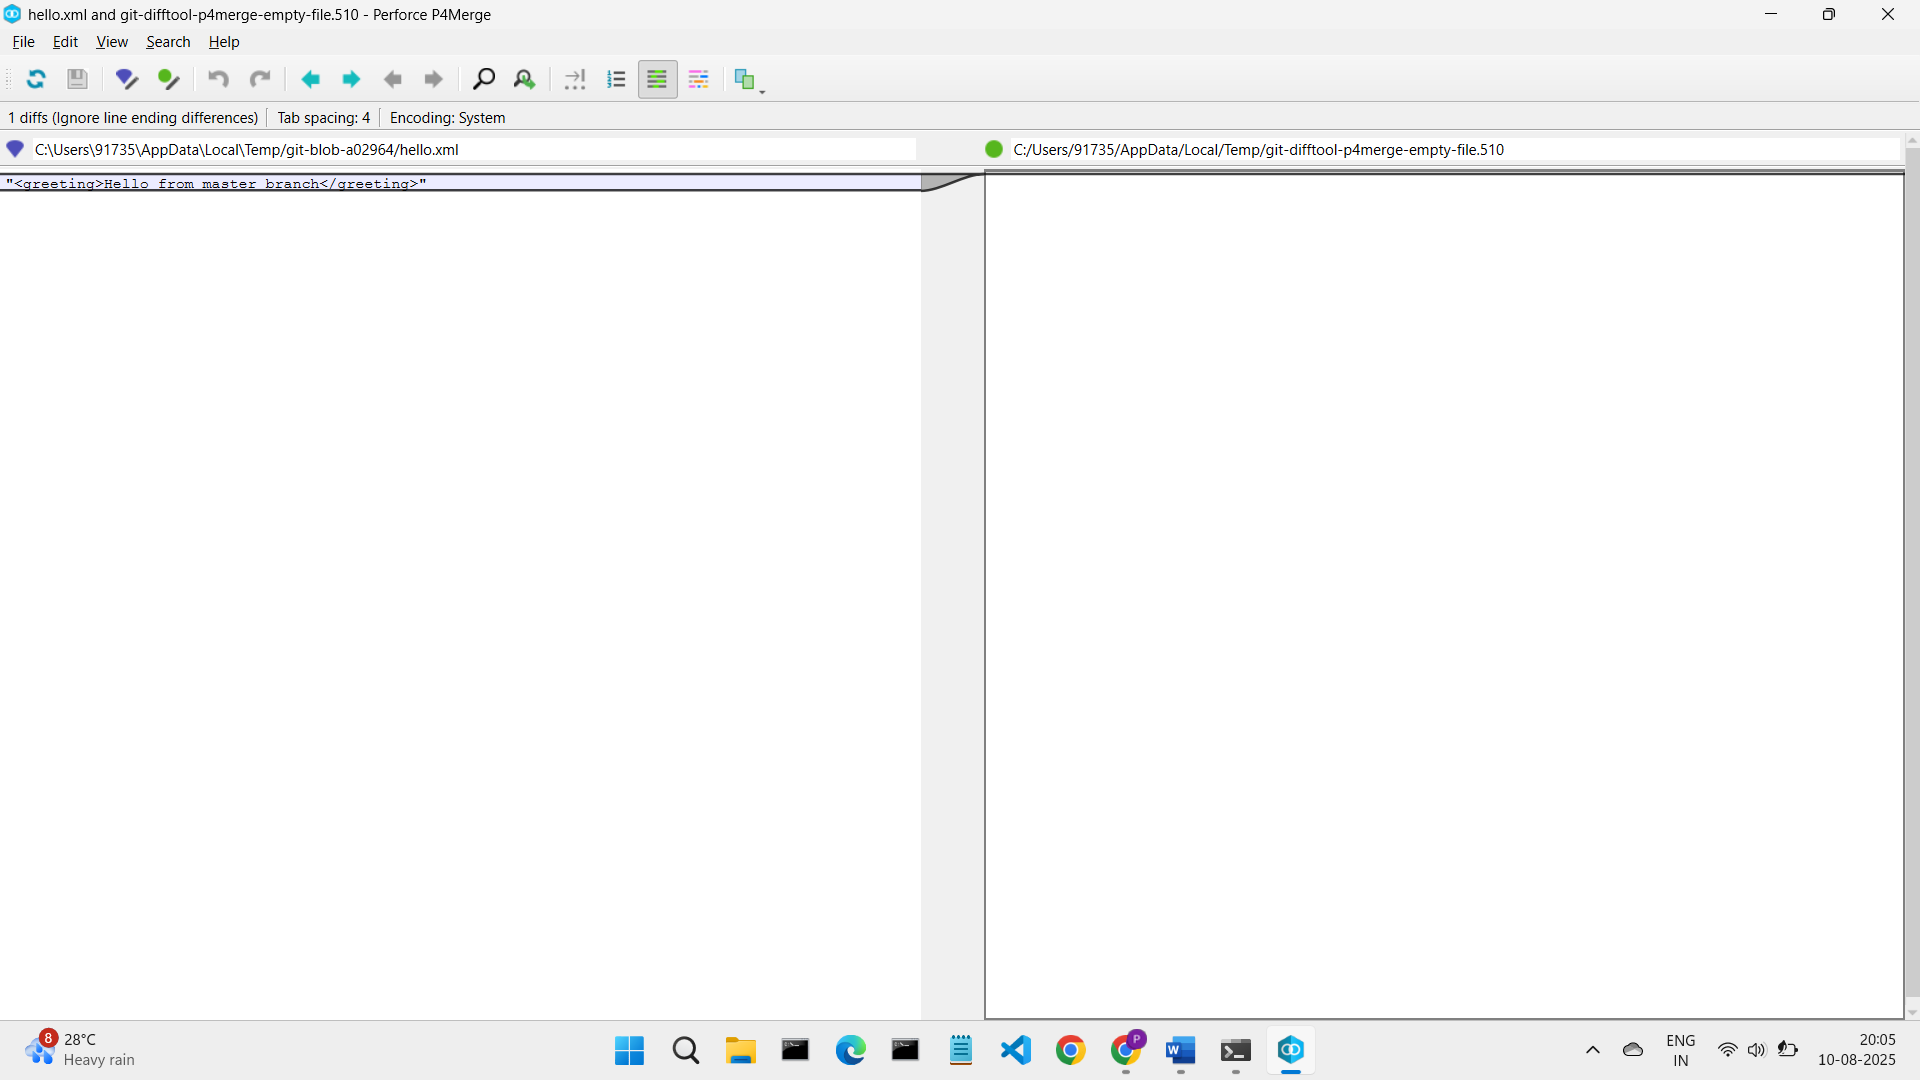 hello.xml and git-difftool-p4merge-empty-file.510 - Perforce P4Merge
File Edit View Search Help
1 diffs (Ignore line ending differences) Tab spacing: 4 Encoding: System
C:\Users\91735\AppData\Local\Temp/git-blob-a02964/hello.xml
C:/Users/91735/AppData/Local/Temp/git-difftool-p4merge-empty-file.510
"<greeting>Hello from master branch</greeting>"
8
28°C
Heavy rain
P
W
ENG
IN
20:05
10-08-2025